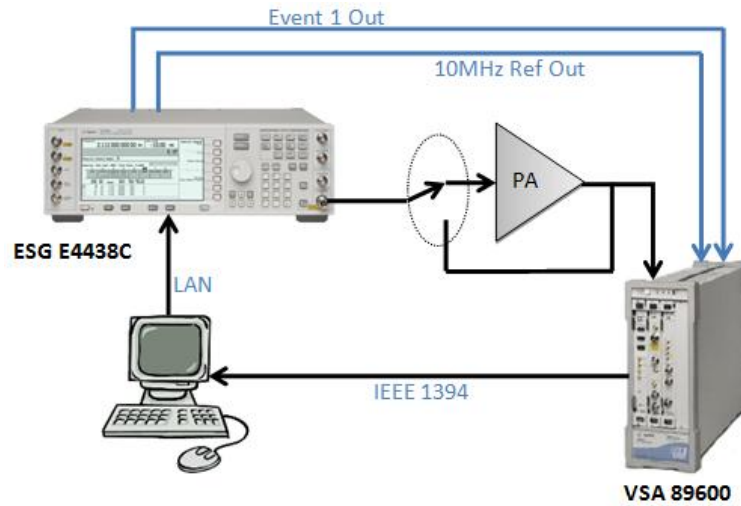 Event 1 Out
10MHz Ref Out
PA
ESG E4438C
LAN
IEEE 1394
VSA 89600